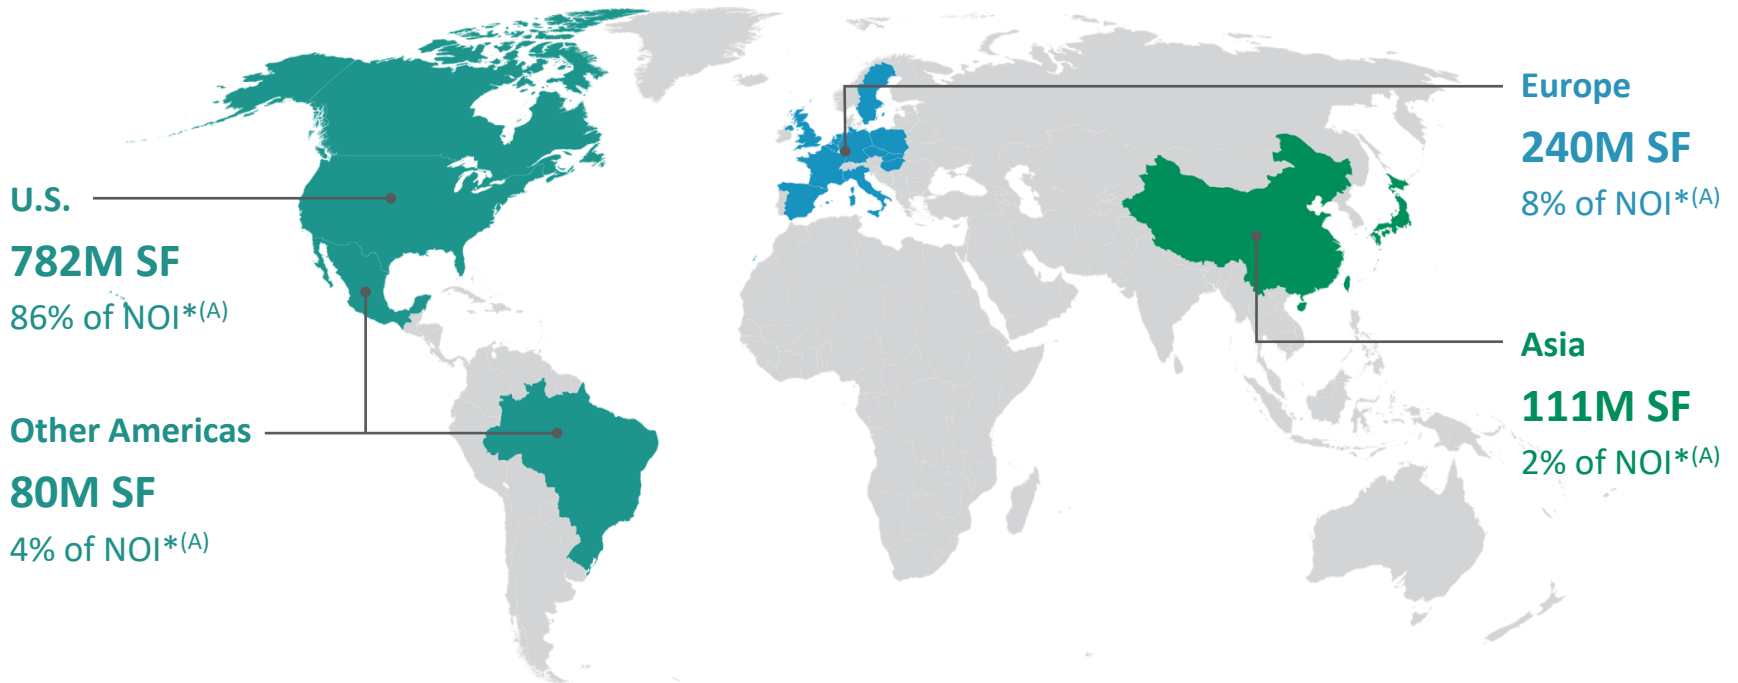 U.S.
782M SF
86% of NOI*(A)
Other Americas
80M SF
4% of NOI*(A)
Europe
240M SF
8% of NOI*(A)
Asia
111M SF
2% of NOI*(A)